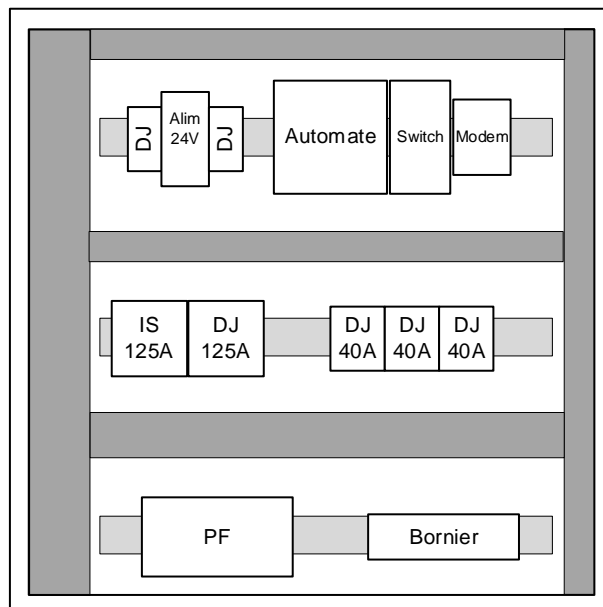 DJ
Alim
24V
DJ
Automate
Switch
Modem
IS
125A
DJ
125A
DJ
40A
DJ
40A
DJ
40A
PF
Bornier